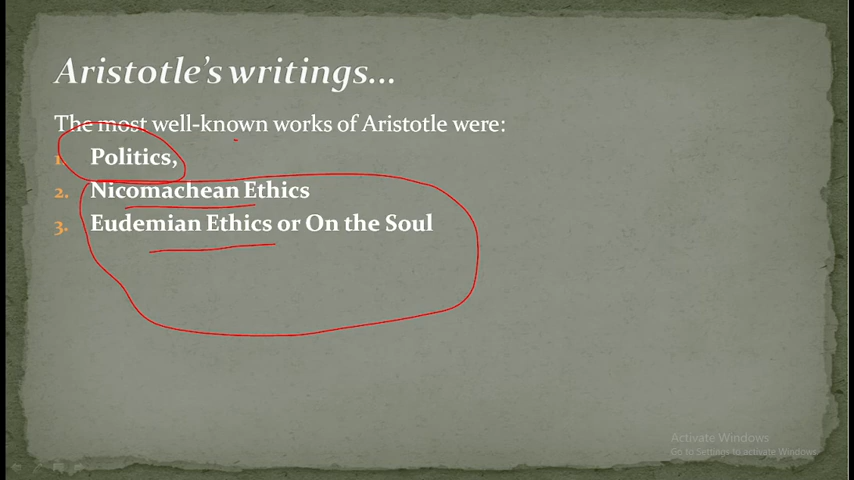 Aristotle's writings...
The most well-known works of Aristotle were:
1. Politics,
2. Nicomachean Ethics
3. Eudemian Ethics or On the Soul
Activate Windows
Go to Settings to activate Windows.